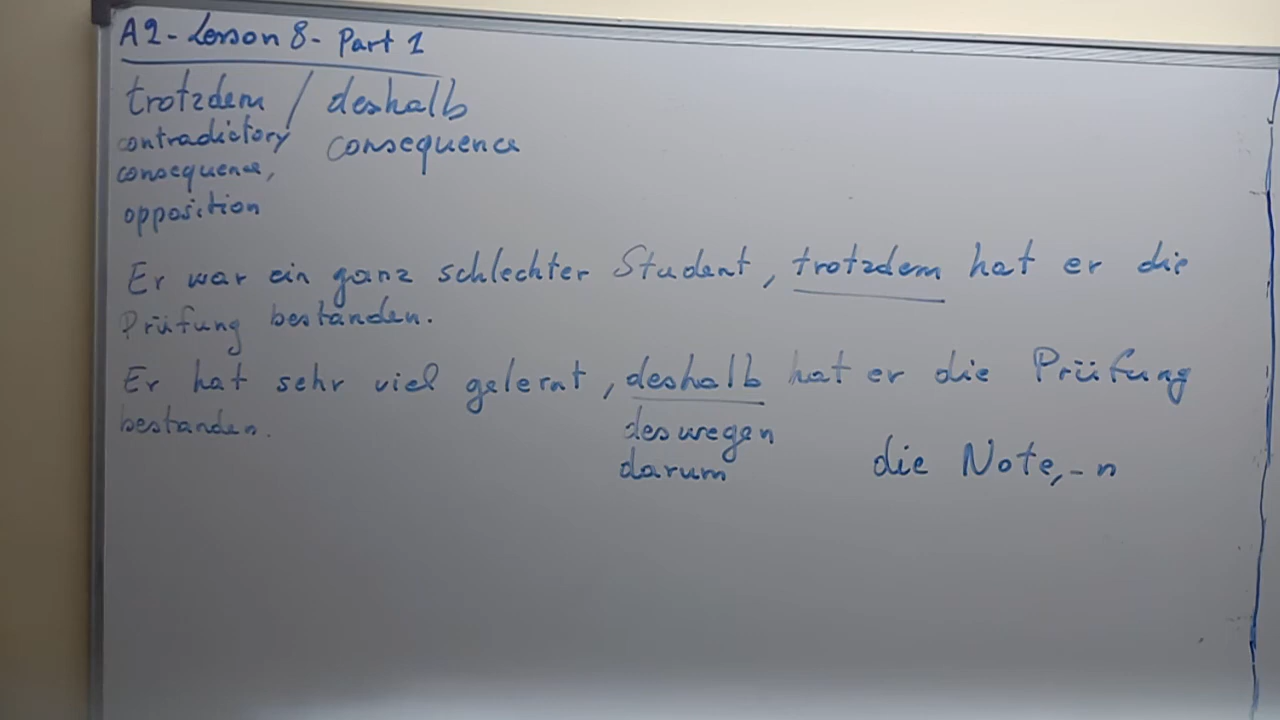 A2 - Lesson 8 - Part 1
trotzdem / deshalb
contradictory consequence
consequence,
opposition
Er war ein ganz schlechter Student, trotzdem hat er die
Prüfung bestanden.
Er hat sehr viel gelernt, deshalb hat er die Prüfung
bestanden.
deswegen
darum
die Note, -n